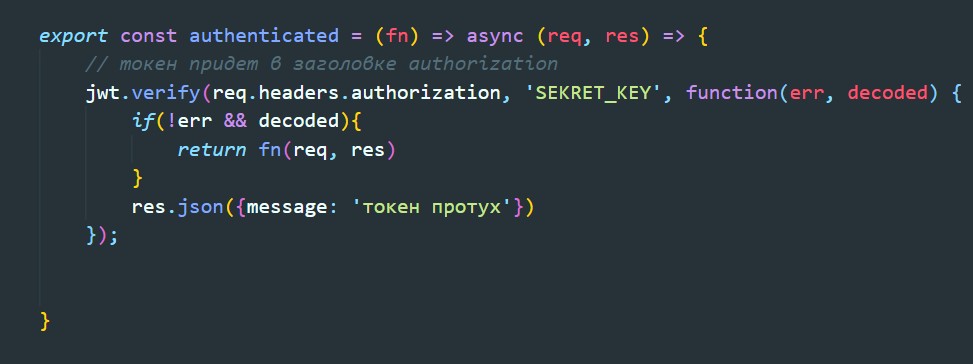 export const authenticated = (fn) => async (req, res) => {
// токен придет в заголовке authorization
jwt.verify(req.headers.authorization, 'SEKRET_KEY', function(err, decoded) {
if(!err && decoded){
return fn(req, res)
}
res.json({message: 'токен протух'})
});
}